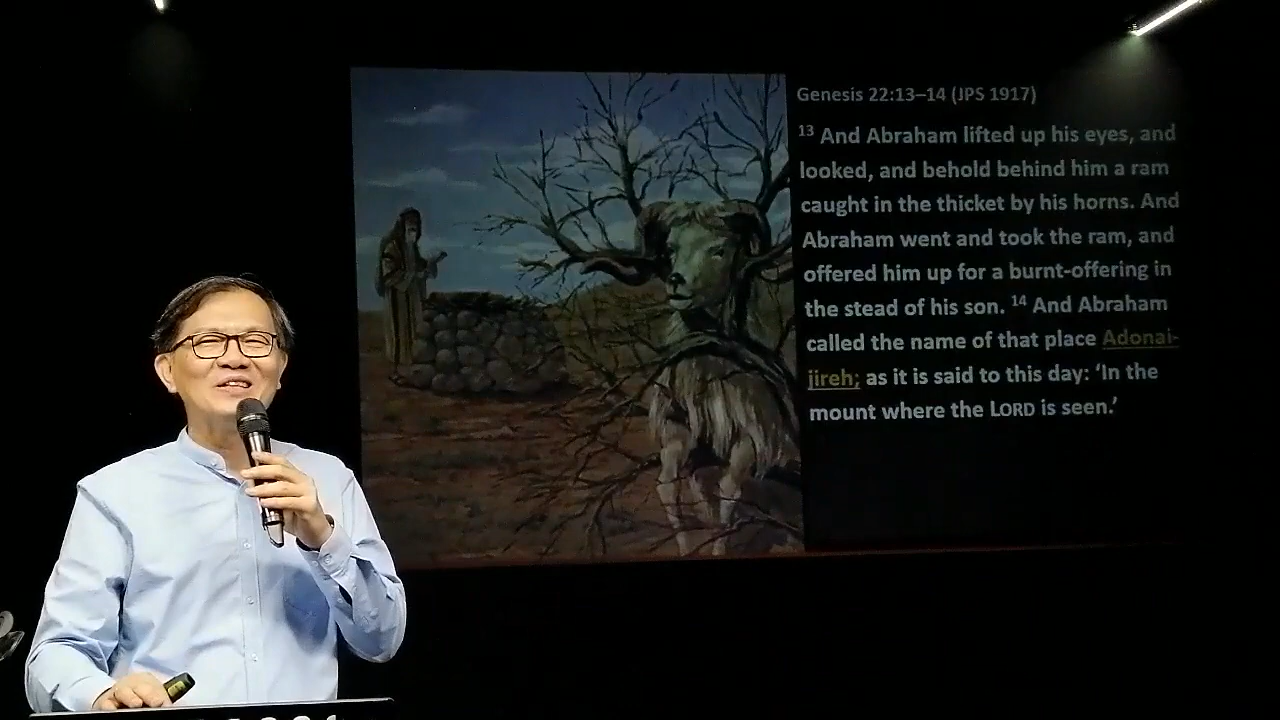 Genesis 22:13–14 (JPS 1917)
13 And Abraham lifted up his eyes, and
looked, and behold behind him a ram
caught in the thicket by his horns. And
Abraham went and took the ram, and
offered him up for a burnt-offering in
the stead of his son. 14 And Abraham
called the name of that place Adonai-
jireh; as it is said to this day: ‘In the
mount where the LORD is seen.’